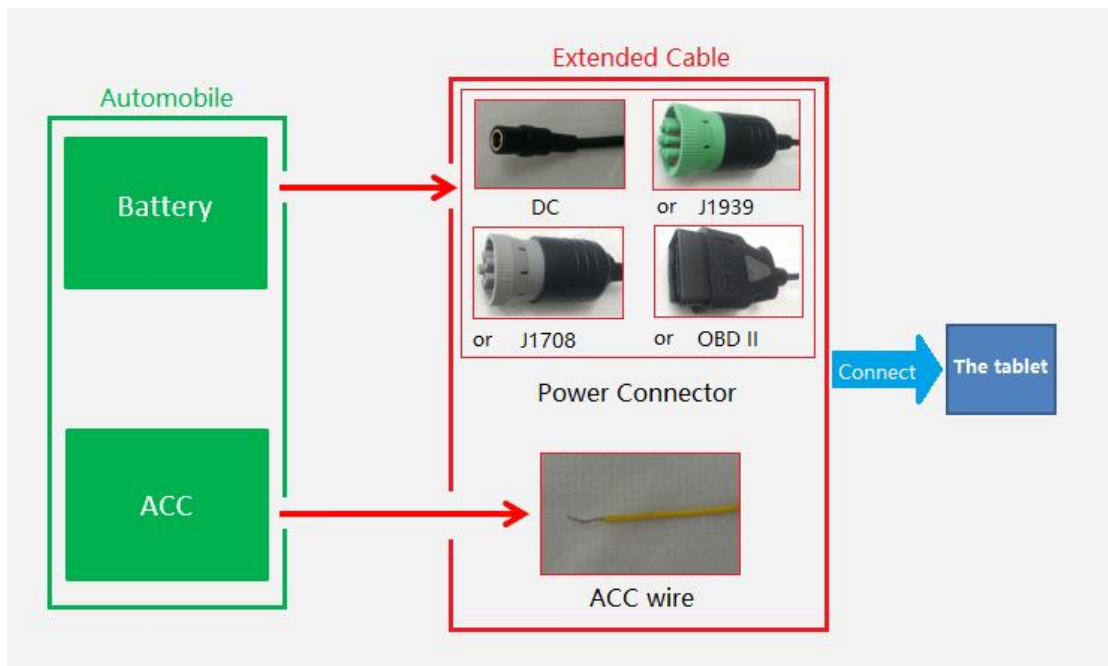 Extended Cable
Automobile
Battery
DC
or J1939
or J1708
or OBD II
Power Connector
Connect
The tablet
ACC
ACC wire